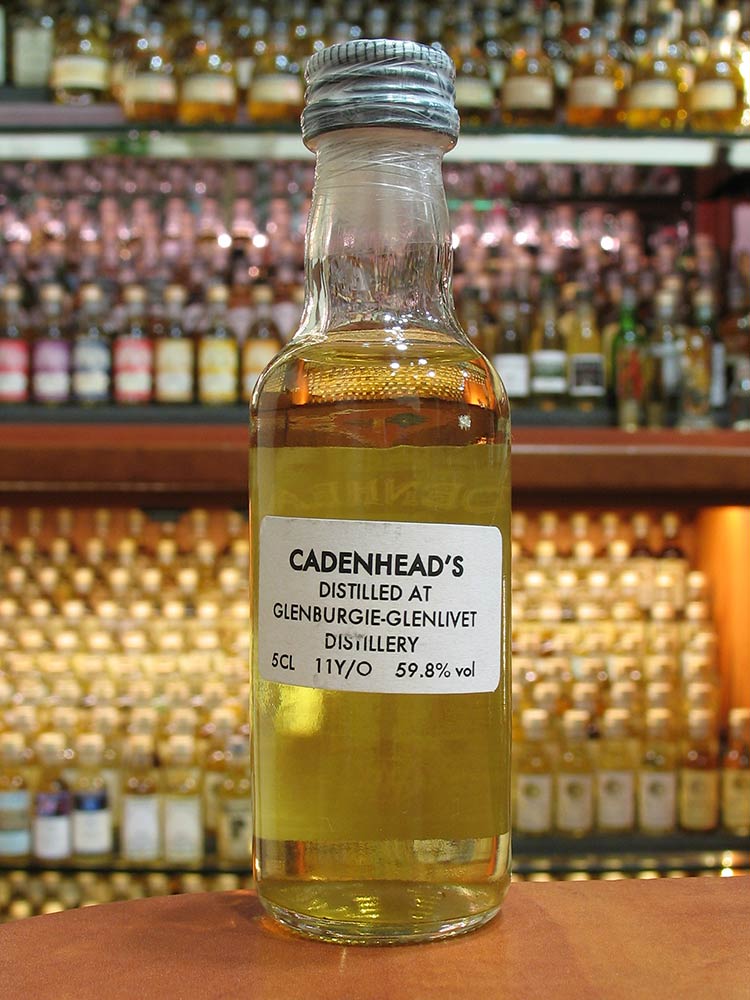 CADENHEAD'S
DISTILLED AT
GLENBURGIE-GLENLIVET
DISTILLERY
5CL 11Y/O 59.8% vol